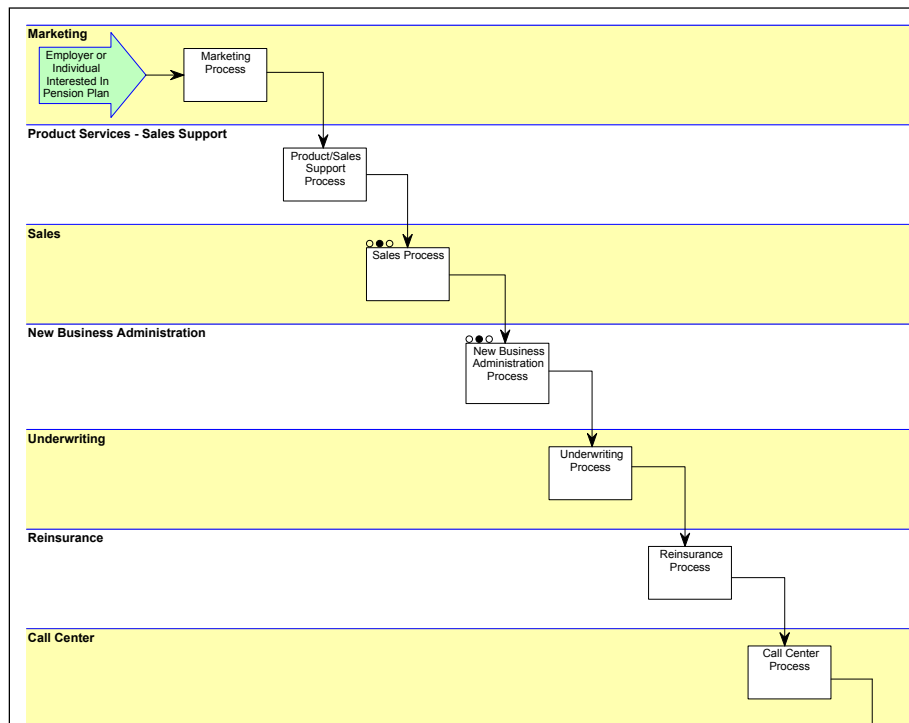 Marketing
Employer or
Individual
Interested In
Pension Plan
Marketing
Process
Product Services - Sales Support
Product/Sales
Support
Process
Sales
Sales Process
New Business Administration
New Business
Administration
Process
Underwriting
Underwriting
Process
Reinsurance
Reinsurance
Process
Call Center
Call Center
Process